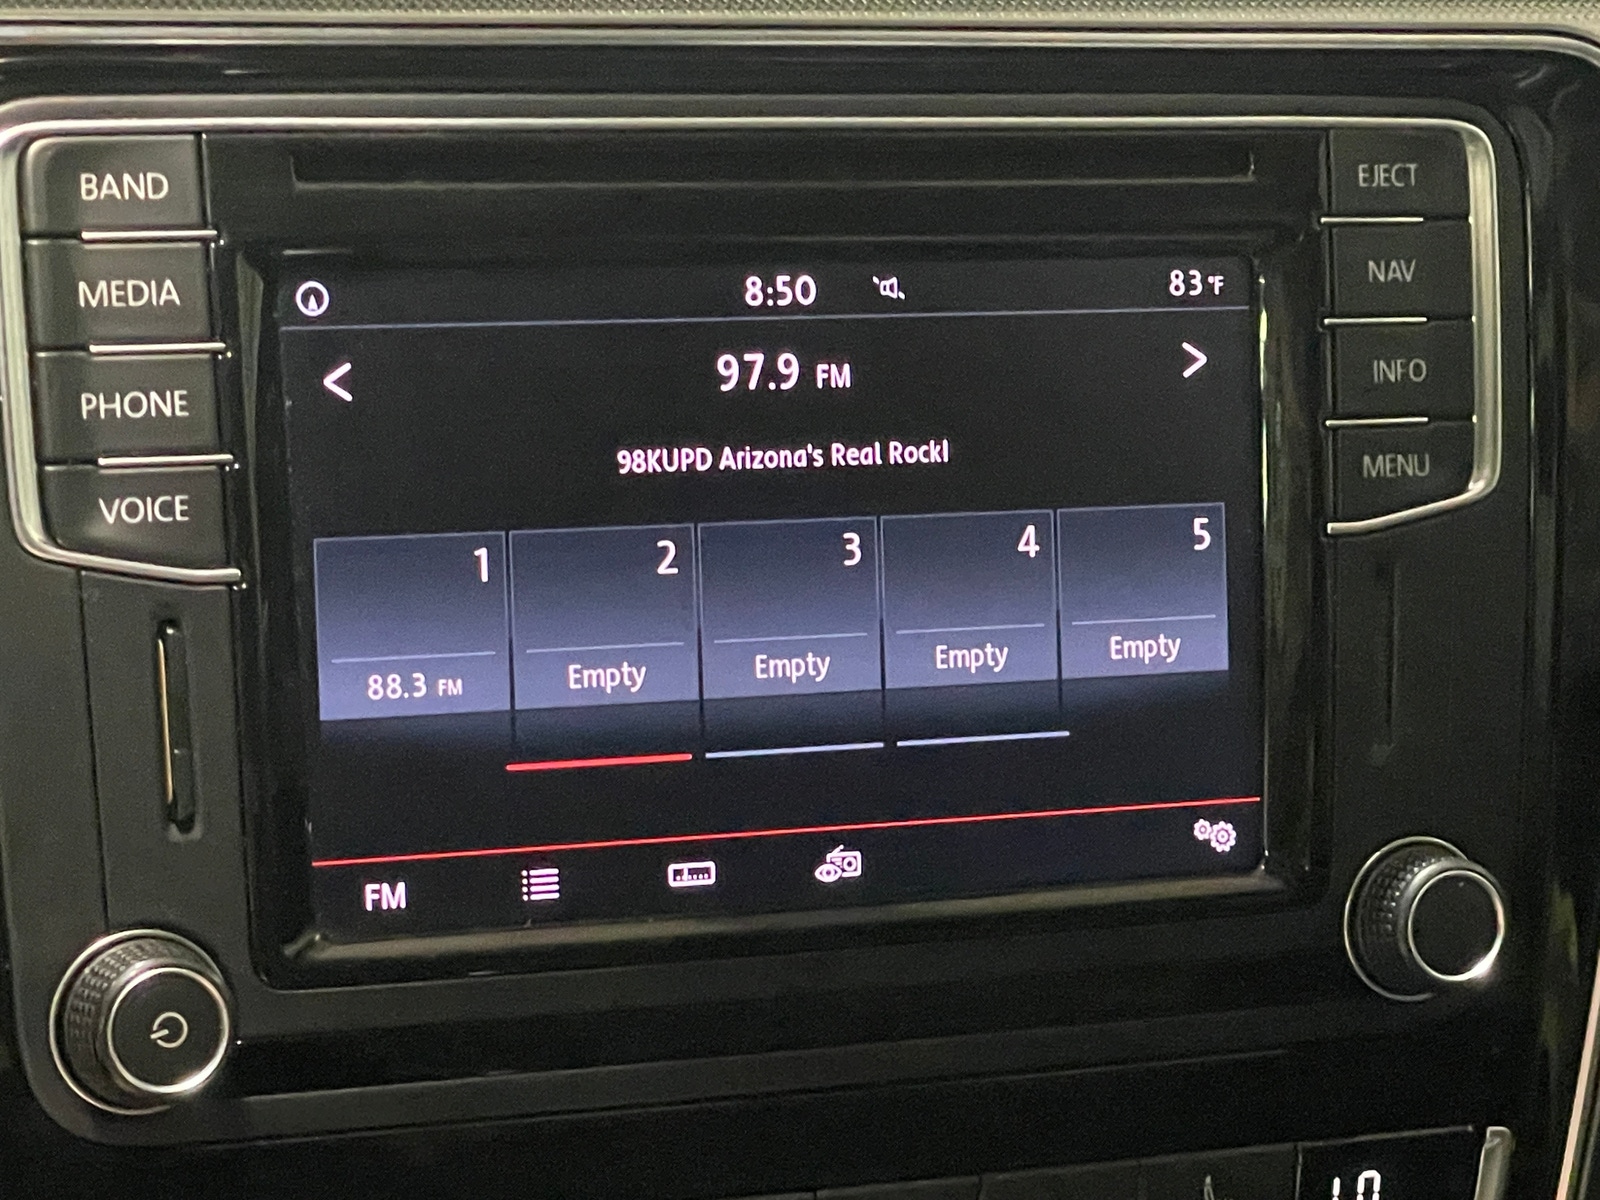 BAND
MEDIA
PHONE
VOICE
EJECT
NAV
INFO
MENU
8:50
83°F
97.9 FM
98KUPD Arizona's Real Rock!
1
2
3
4
5
88.3 FM
Empty
Empty
Empty
Empty
FM
LO